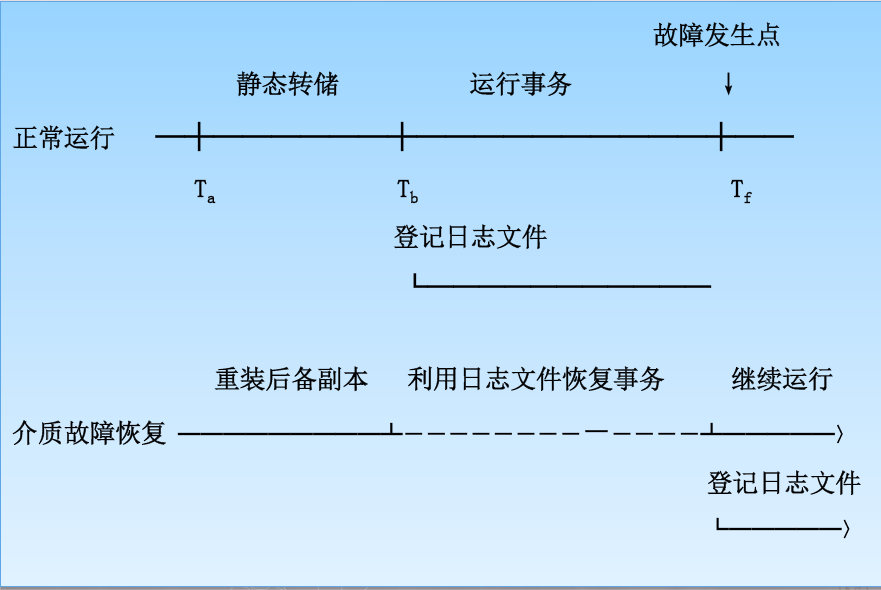 故障发生点
静态转储 运行事务 ↓
正常运行
Ta Tb Tf
登记日志文件
重装后备副本 利用日志文件恢复事务 继续运行
介质故障恢复
登记日志文件